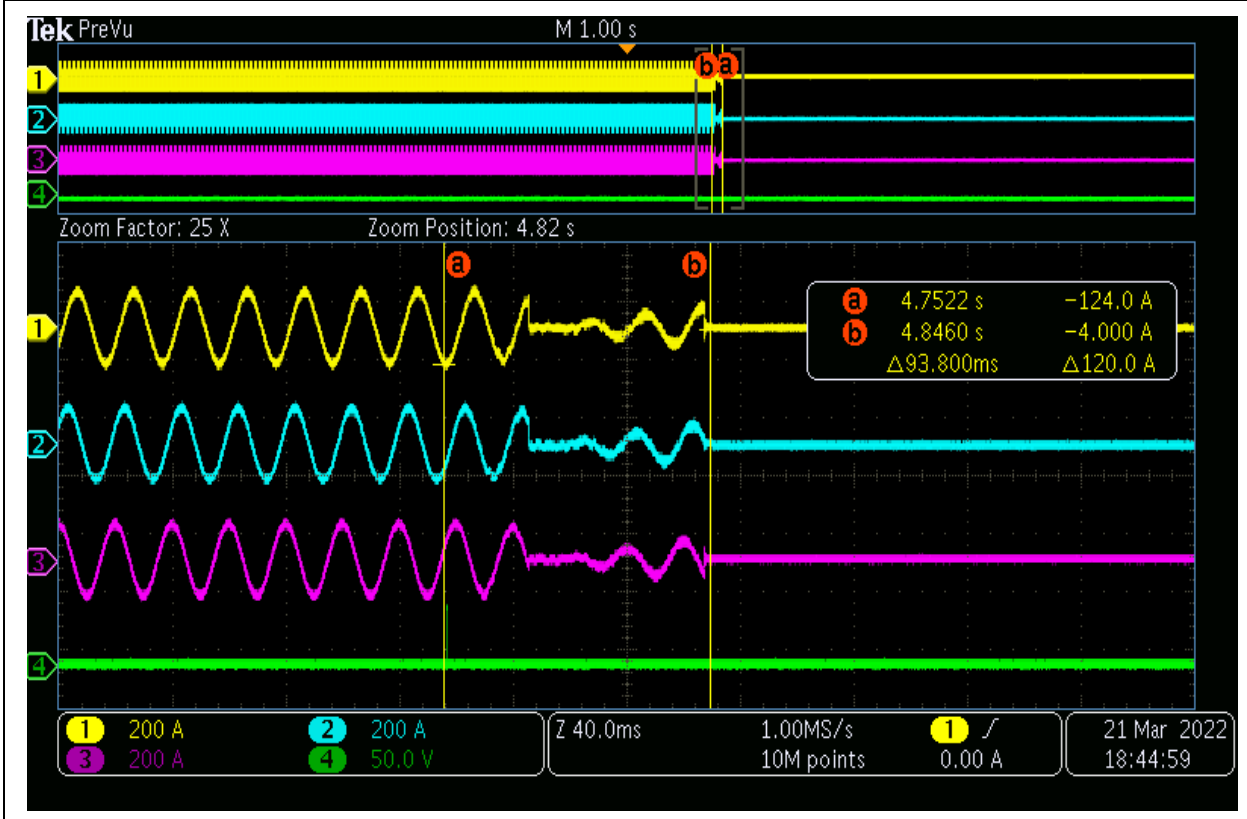 Tek PreVu M 1.00 s
b a
1
2
3
4
Zoom Factor: 25 X Zoom Position: 4.82 s
a b
a 4.7522 s −124.0 A
1 b 4.8460 s −4.000 A
Δ93.800ms Δ120.0 A
2
3
4
1 200 A 2 200 A Z 40.0ms 1.00MS/s 1 21 Mar 2022
3 200 A 4 50.0 V 10M points 0.00 A 18:44:59